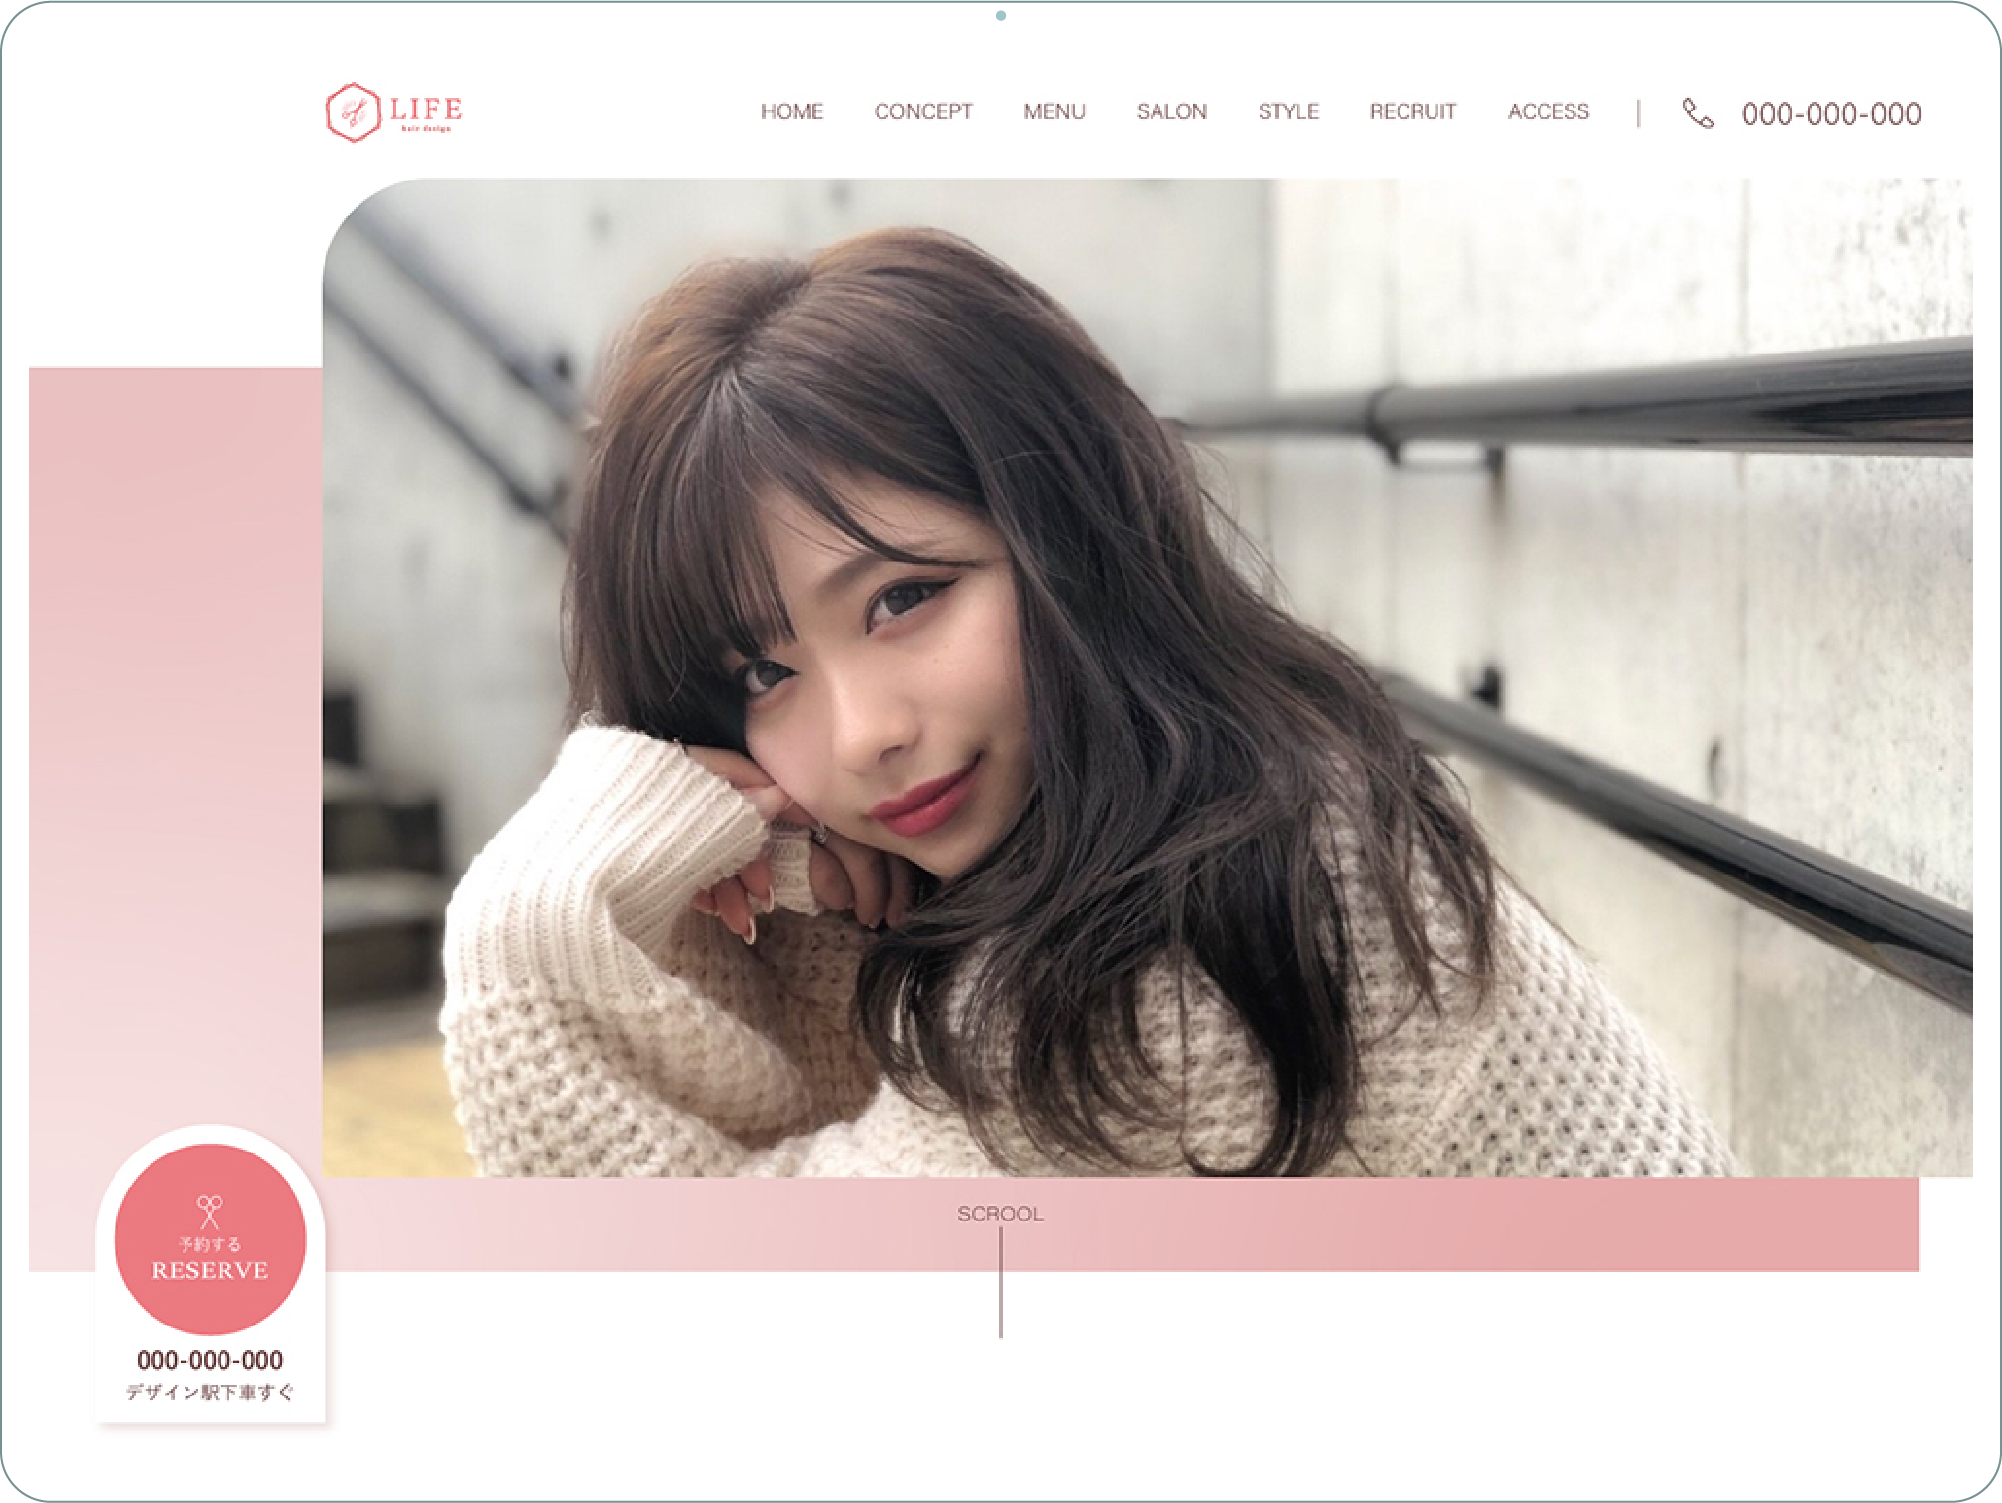 LIFE
hair design
HOME CONCEPT MENU SALON STYLE RECRUIT ACCESS | 000-000-000
SCROOL
予約する
RESERVE
000-000-000
デザイン駅下車すぐ